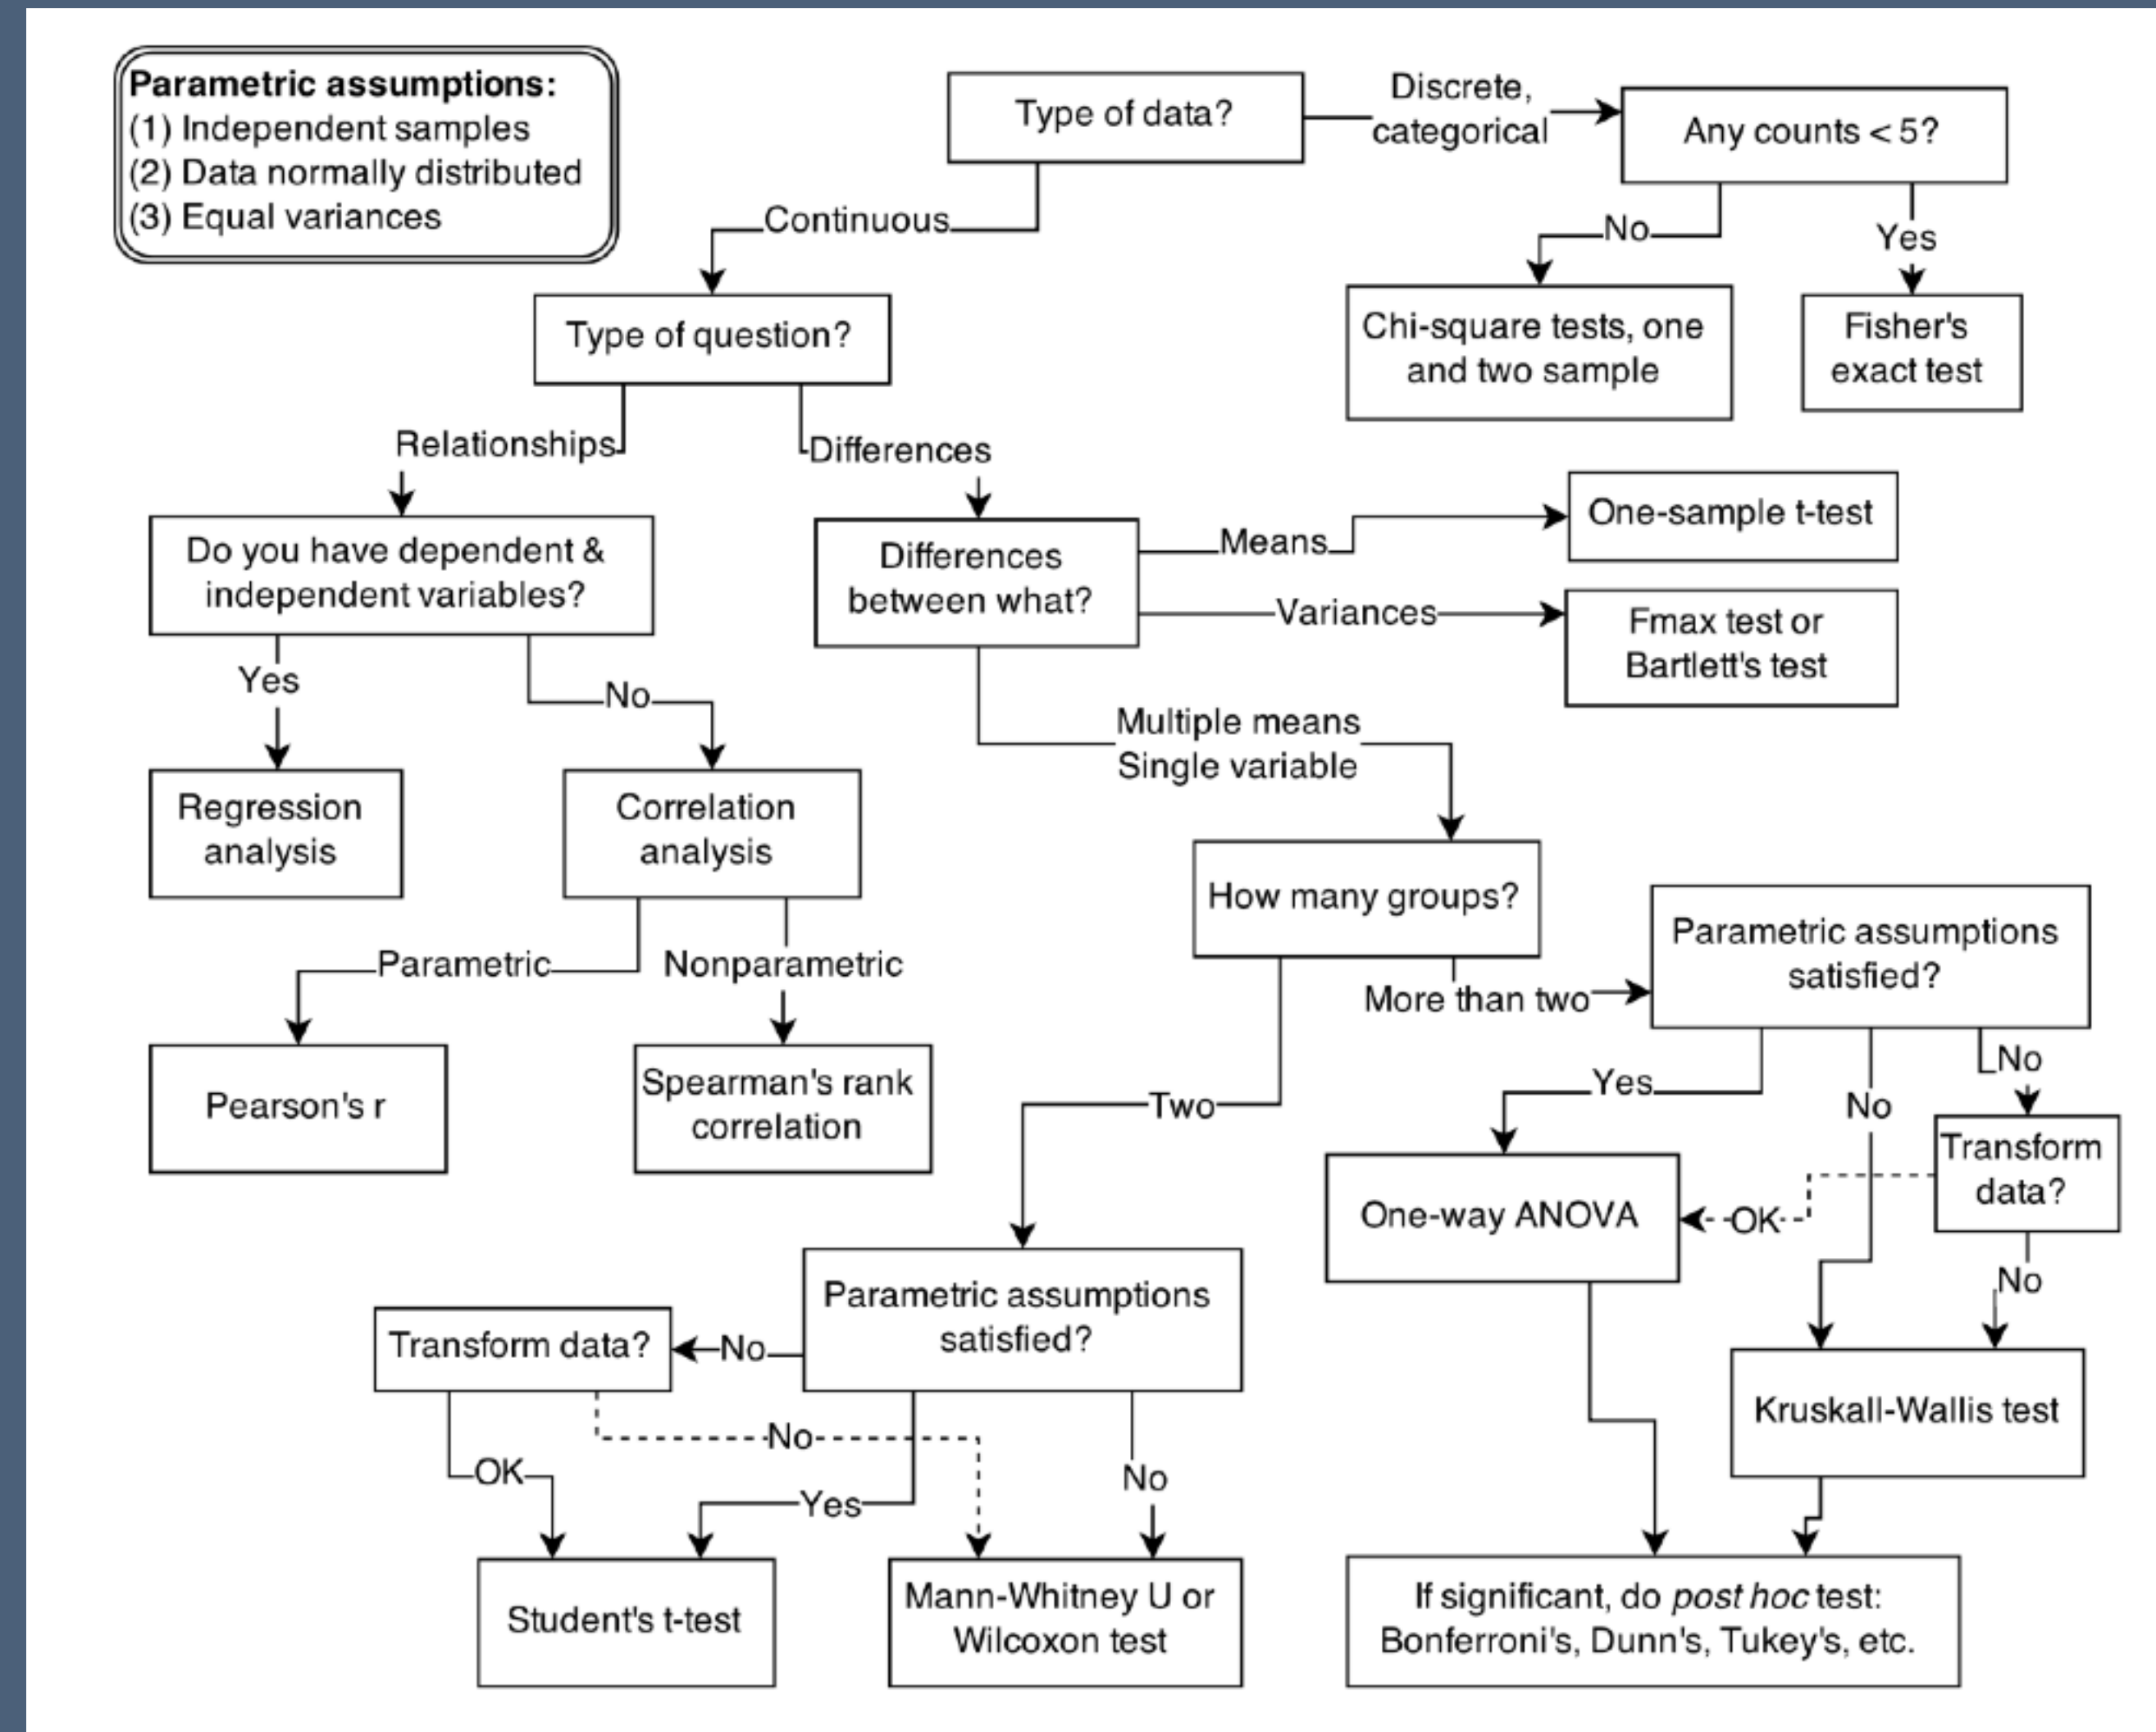 Parametric assumptions:
(1) Independent samples
(2) Data normally distributed
(3) Equal variances
Type of data?
Discrete,
categorical
Any counts < 5?
Continuous
No
Yes
Type of question?
Chi-square tests, one
and two sample
Fisher's
exact test
Relationships
Differences
Do you have dependent &
independent variables?
Differences
between what?
Means
One-sample t-test
Variances
Fmax test or
Bartlett's test
Yes
No
Multiple means
Single variable
Regression
analysis
Correlation
analysis
How many groups?
Parametric
Nonparametric
More than two
Parametric assumptions
satisfied?
Pearson's r
Spearman's rank
correlation
Two
Yes
No
No
Transform
data?
One-way ANOVA
OK
No
Parametric assumptions
satisfied?
Transform data?
No
Kruskall-Wallis test
No
OK
Yes
No
Student's t-test
Mann-Whitney U or
Wilcoxon test
If significant, do post hoc test:
Bonferroni's, Dunn's, Tukey's, etc.